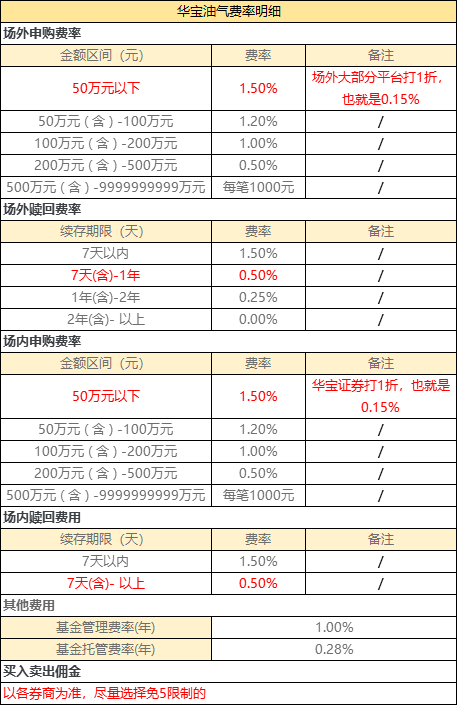 华宝油气费率明细
场外申购费率
金额区间（元） 费率 备注
50万元以下 1.50% 场外大部分平台打1折，
也就是0.15%
50万元 ( 含 ) -100万元 1.20% /
100万元 ( 含 ) -200万元 1.00% /
200万元 ( 含 ) -500万元 0.50% /
500万元 ( 含 ) -9999999999万元 每笔1000元 /
场外赎回费率
续存期限（天） 费率 备注
7天以内 1.50% /
7天(含)-1年 0.50% /
1年(含)-2年 0.25% /
2年(含)- 以上 0.00% /
场内申购费率
金额区间（元） 费率 备注
50万元以下 1.50% 华宝证券打1折，也就是
0.15%
50万元 ( 含 ) -100万元 1.20% /
100万元 ( 含 ) -200万元 1.00% /
200万元 ( 含 ) -500万元 0.50% /
500万元 ( 含 ) -9999999999万元 每笔1000元 /
场内赎回费用
续存期限（天） 费率 备注
7天以内 1.50% /
7天(含)- 以上 0.50% /
其他费用
基金管理费率(年) 1.00%
基金托管费率(年) 0.28%
买入卖出佣金
以各券商为准，尽量选择免5限制的